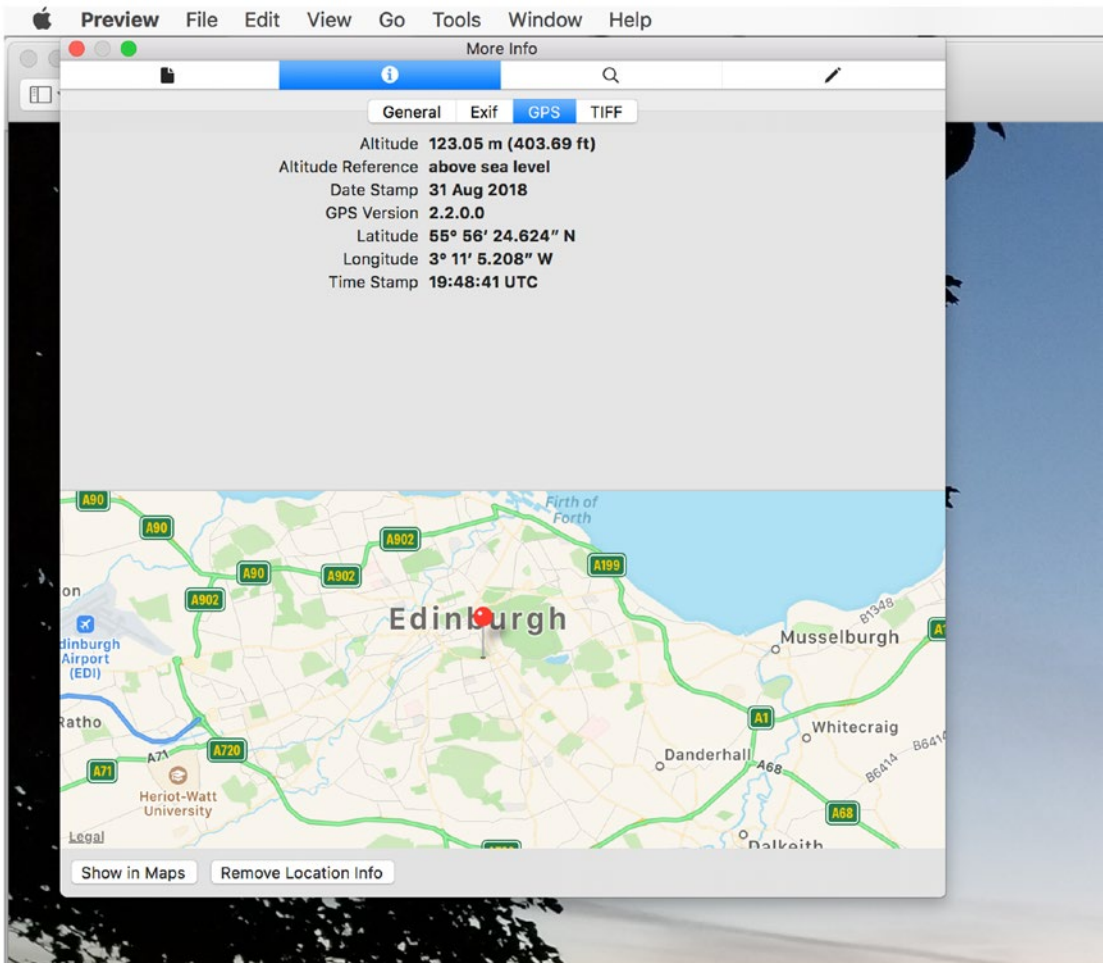 Preview File Edit View Go Tools Window Help
More Info
General Exif GPS TIFF
Altitude 123.05 m (403.69 ft)
Altitude Reference above sea level
Date Stamp 31 Aug 2018
GPS Version 2.2.0.0
Latitude 55° 56′ 24.624″ N
Longitude 3° 11′ 5.208″ W
Time Stamp 19:48:41 UTC
A90
Firth of
Forth
A90
A902
A199
A90
A902
on
A902
B1348
Edinburgh
dinburgh
Airport
(EDI)
Musselburgh
A1
Ratho
A1
Whitecraig
A71
A720
Danderhall
B6414
A71
A68
B6414
Heriot-Watt
University
A68
Legal
Dalkeith
Show in Maps Remove Location Info